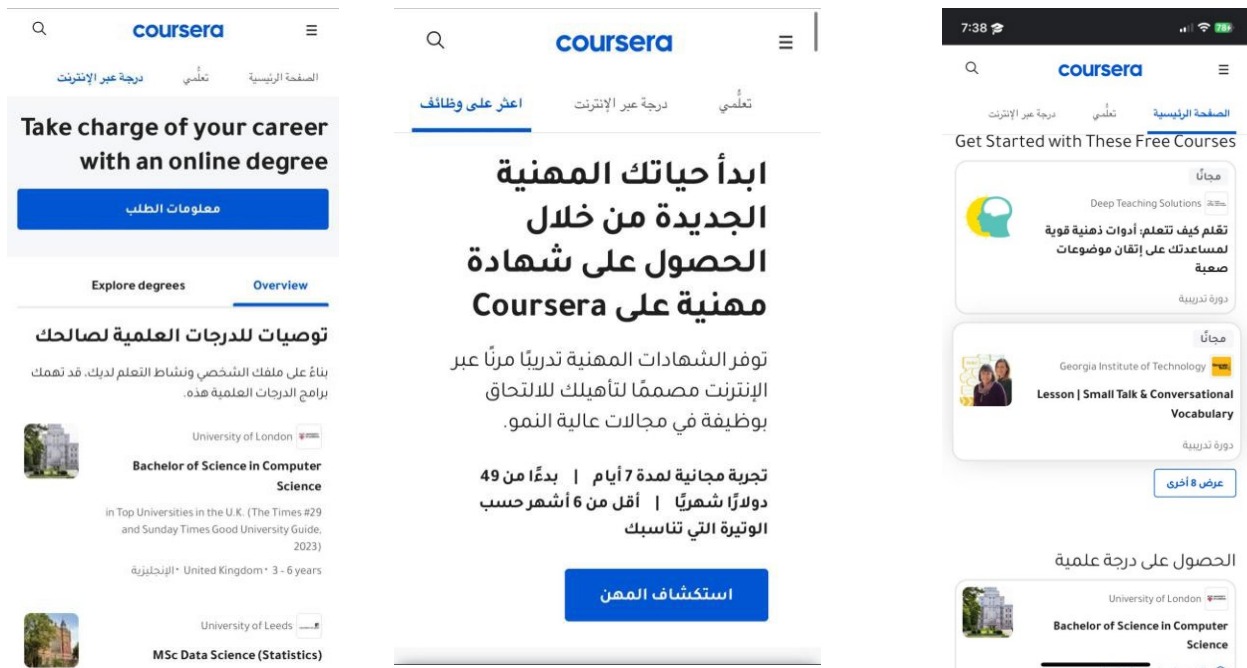 coursera
الصفحة الرئيسية
تعلُّمي
درجة عبر الإنترنت
Take charge of your career
with an online degree
معلومات الطلب
Overview
Explore degrees
توصيات للدرجات العلمية لصالحك
بناءً على ملفك الشخصي ونشاط التعلم لديك، قد تهمك
برامج الدرجات العلمية هذه.
University of London
Bachelor of Science in Computer
Science
in Top Universities in the U.K. (The Times #29
and Sunday Times Good University Guide,
2023)
الإنجليزية • United Kingdom • 3 - 6 years
University of Leeds
MSc Data Science (Statistics)
coursera
تعلُّمي
درجة عبر الإنترنت
اعثر على وظائف
ابدأ حياتك المهنية
الجديدة من خلال
الحصول على شهادة
مهنية على Coursera
توفر الشهادات المهنية تدريبًا مرنًا عبر
الإنترنت مصممًا لتأهيلك للالتحاق
بوظيفة في مجالات عالية النمو.
تجربة مجانية لمدة 7 أيام | بدءًا من 49
دولارًا شهريًا | أقل من 6 أشهر حسب
الوتيرة التي تناسبك
استكشاف المهن
7:38
78
coursera
الصفحة الرئيسية
تعلُّمي
درجة عبر الإنترنت
Get Started with These Free Courses
مجانًا
Deep Teaching Solutions
تعّلم كيف تتعلم: أدوات ذهنية قوية
لمساعدتك على إتقان موضوعات
صعبة
دورة تدريبية
مجانًا
Georgia Institute of Technology
Lesson | Small Talk & Conversational
Vocabulary
دورة تدريبية
عرض 8 أخرى
الحصول على درجة علمية
University of London
Bachelor of Science in Computer
Science